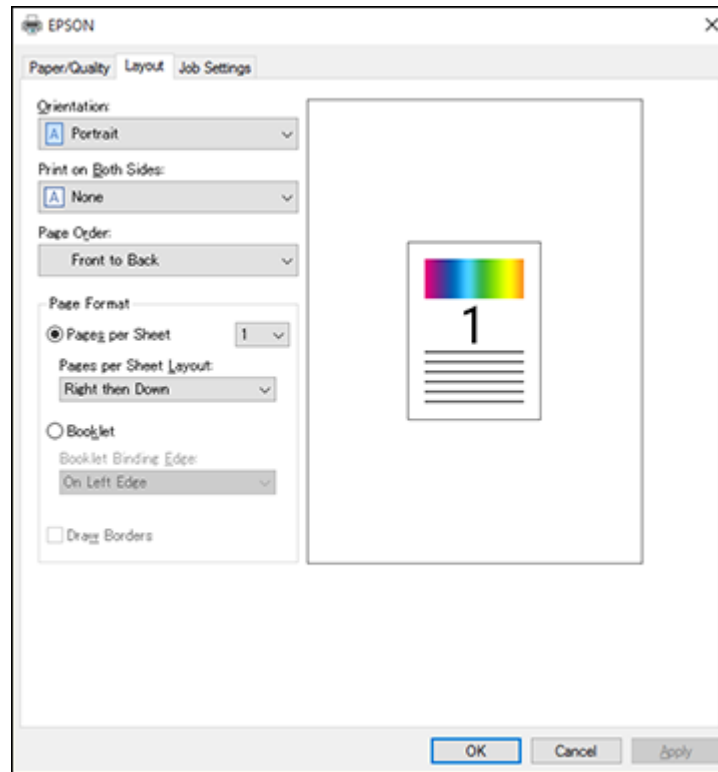 EPSON
Paper/Quality Layout Job Settings
Orientation:
A Portrait
Print on Both Sides:
A None
Page Order:
Front to Back
Page Format
Pages per Sheet 1
Pages per Sheet Layout:
Right then Down
Booklet
Booklet Binding Edge:
On Left Edge
Draw Borders
1
OK Cancel Apply